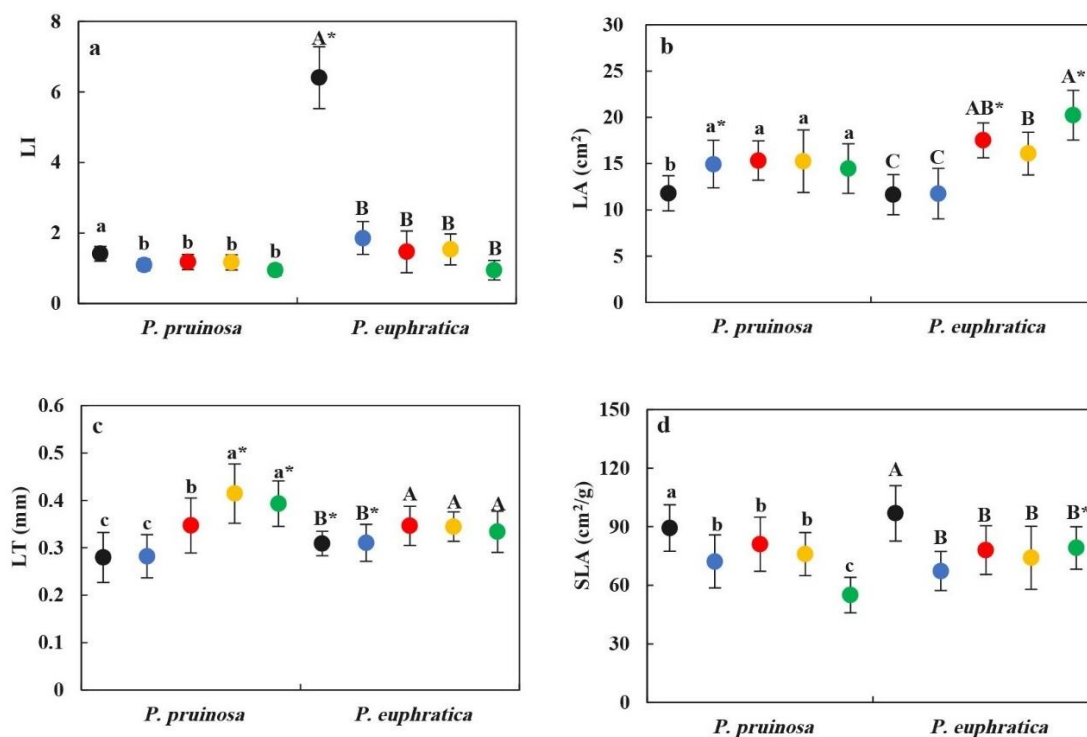 a
LI
8
6
4
2
0
A*
a
b
b
b
b
B
B
B
B
P. pruinosa
P. euphratica
b
LA (cm²)
30
25
20
15
10
5
0
b
a*
a
a
a
C
C
AB*
B
A*
P. pruinosa
P. euphratica
c
LT (mm)
0.6
0.5
0.4
0.3
0.2
0.1
0
c
c
b
a*
a*
B*
B*
A
A
A
P. pruinosa
P. euphratica
d
SLA (cm²/g)
150
120
90
60
30
0
a
b
b
b
c
A
B
B
B
B*
P. pruinosa
P. euphratica